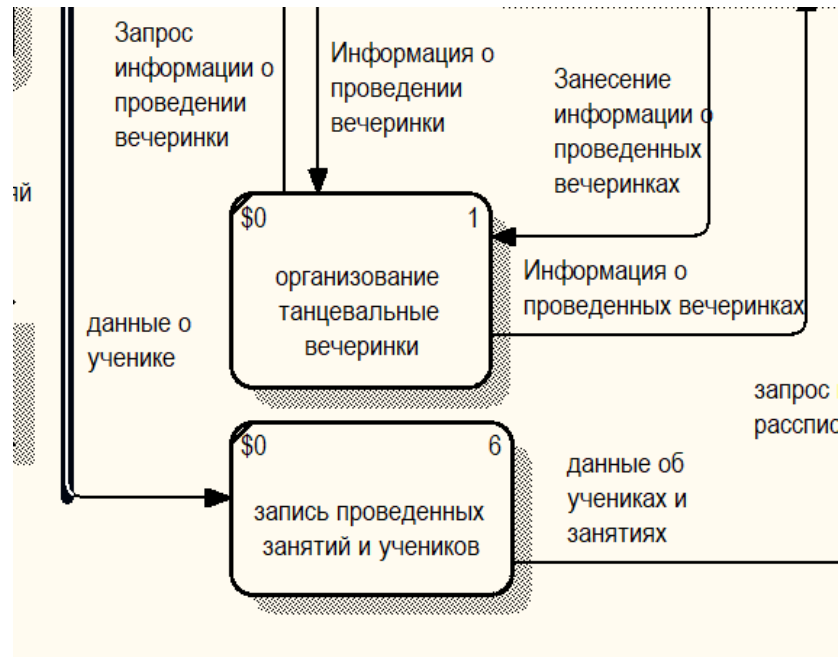 Запрос
информации о
проведении
вечеринки
Информация о
проведении
вечеринки
Занесение
информации о
проведенных
вечеринках
$0 1
организование
танцевальные
вечеринки
Информация о
проведенных вечеринках
данные о
ученике
запрос
$0 6
запись проведенных
занятий и учеников
данные об
учениках и
занятиях